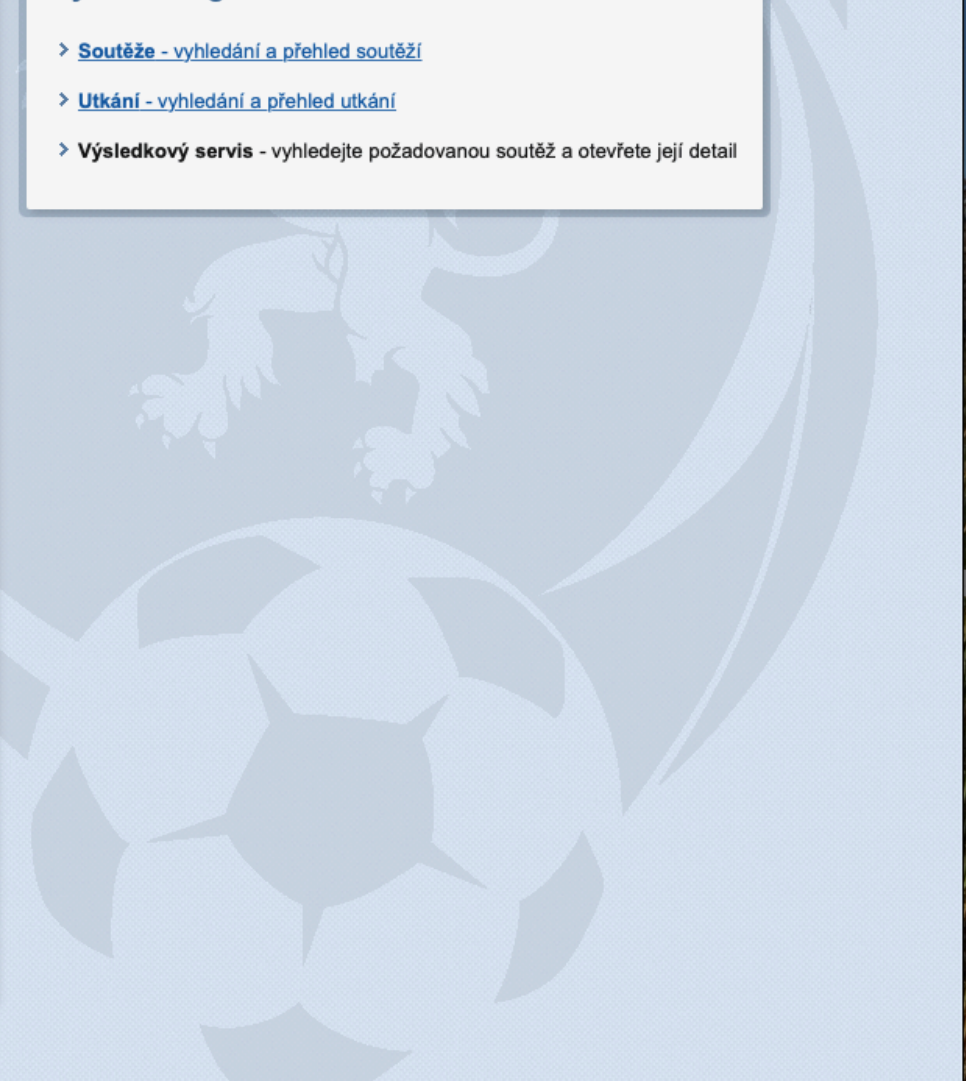 Soutěže - vyhledání a přehled soutěží
Utkání - vyhledání a přehled utkání
Výsledkový servis - vyhledejte požadovanou soutěž a otevřete její detail